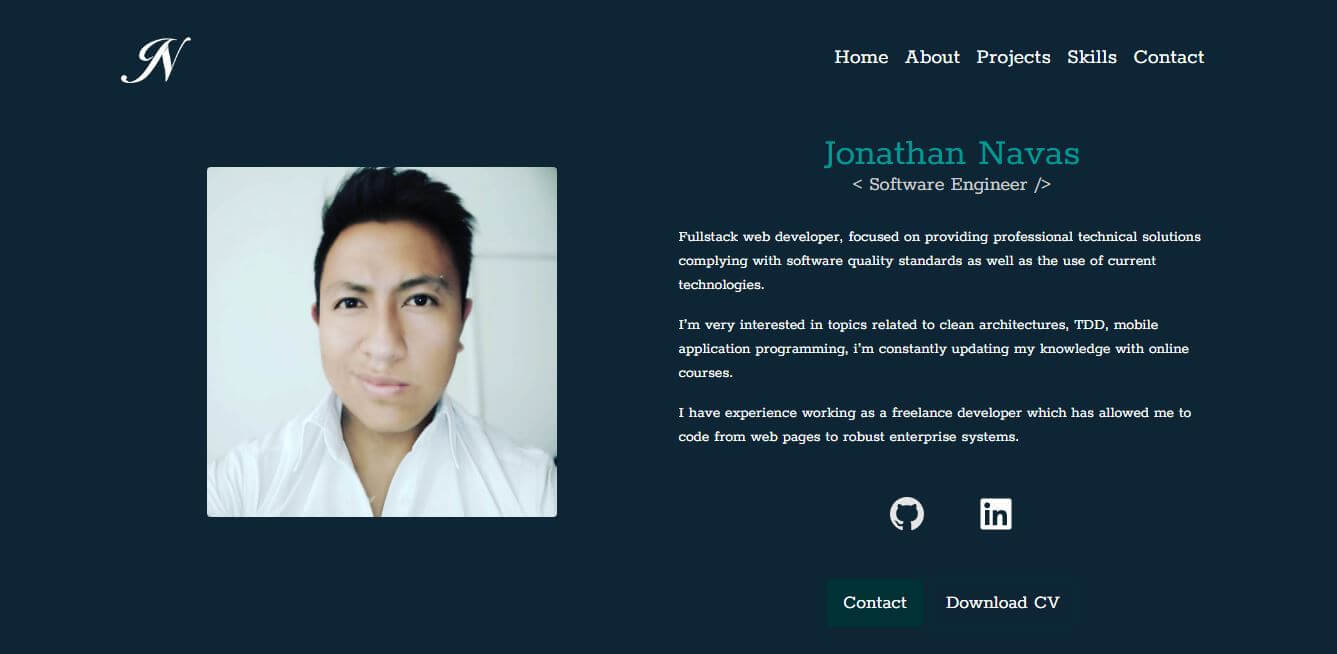 JN
Home About Projects Skills Contact
Jonathan Navas
< Software Engineer />
Fullstack web developer, focused on providing professional technical solutions
complying with software quality standards as well as the use of current
technologies.
I'm very interested in topics related to clean architectures, TDD, mobile
application programming, i'm constantly updating my knowledge with online
courses.
I have experience working as a freelance developer which has allowed me to
code from web pages to robust enterprise systems.
in
Contact Download CV